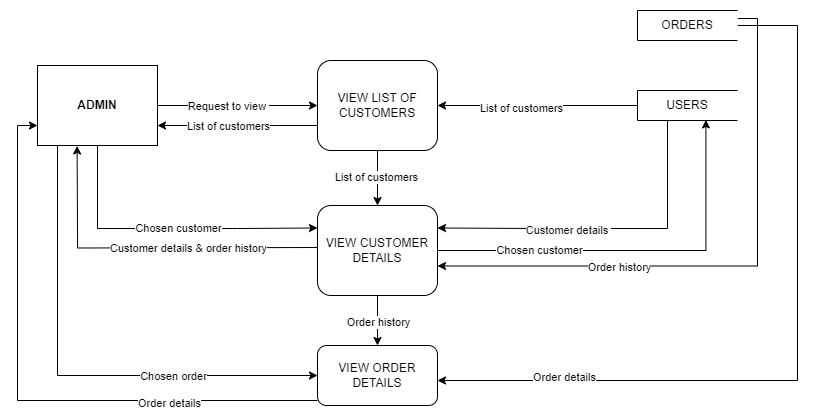 ORDERS
ADMIN
VIEW LIST OF
CUSTOMERS
USERS
Request to view
List of customers
List of customers
List of customers
Chosen customer
Customer details & order history
VIEW CUSTOMER
DETAILS
Customer details
Chosen customer
Order history
Order history
VIEW ORDER
DETAILS
Chosen order
Order details
Order details